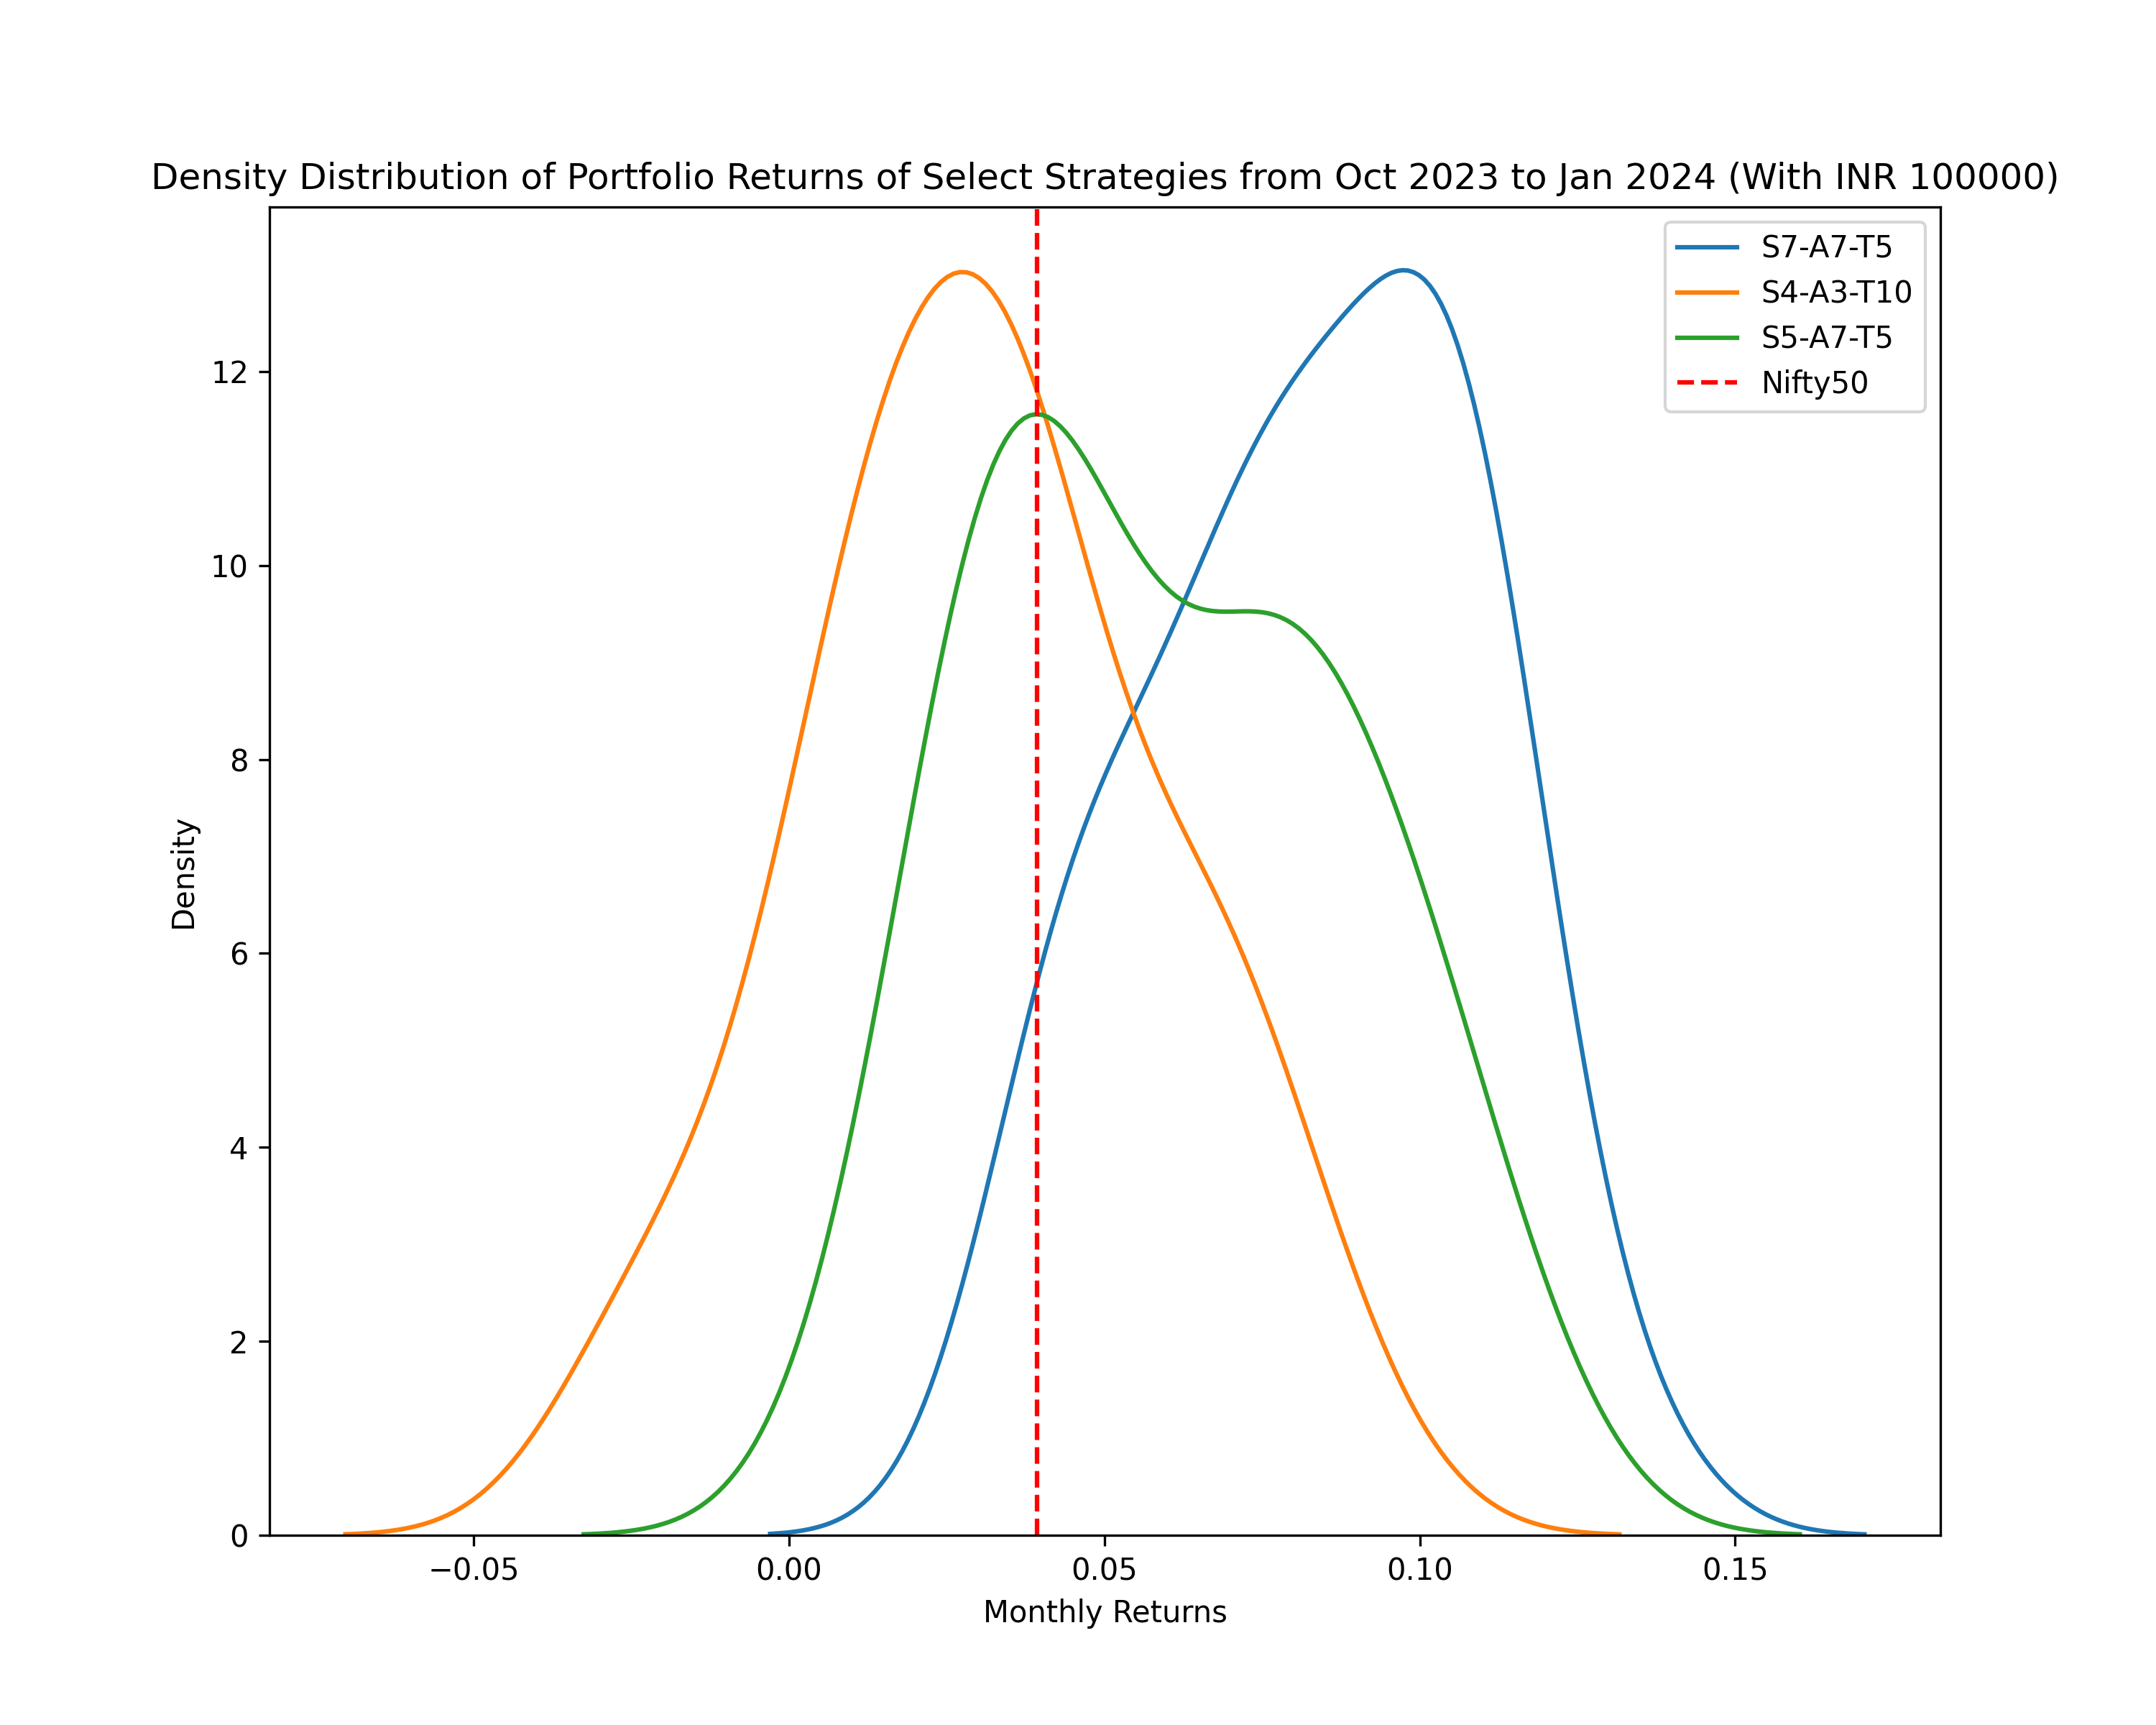 Density Distribution of Portfolio Returns of Select Strategies from Oct 2023 to Jan 2024 (With INR 100000)
S7-A7-T5
S4-A3-T10
S5-A7-T5
Nifty50
12
10
8
6
4
2
0
Density
−0.05
0.00
0.05
0.10
0.15
Monthly Returns